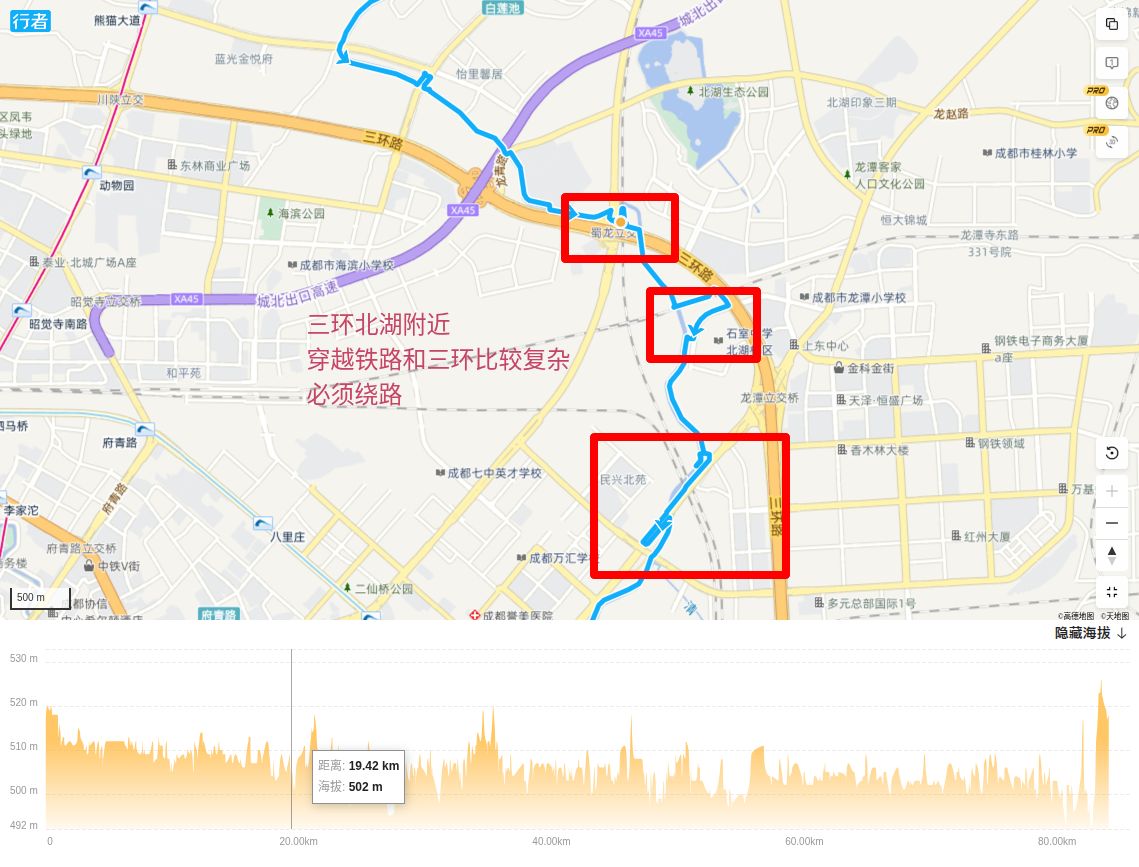 行者
熊猫大道
白莲池
XA45
城北出口
蓝光金悦府
怡里馨居
北湖生态公园
川陕立交
北湖印象三期
龙赵路
区凤韦
头绿地
三环路
PRO
PRO
成都市桂林小学
东林商业广场
龙青路
龙潭客家
人口文化公园
动物园
XA45
海滨公园
恒大锦城
蜀龙立交
龙潭寺东路
331号院
泰业·北城广场A座
成都市海滨小学校
三环路
昭觉寺立交桥
XA45
城北出口高速
成都市龙潭小学校
昭觉寺南路
三环北湖附近
穿越铁路和三环比较复杂
必须绕路
石室中学
北湖校区
上东中心
钢铁电子商务大厦
a座
和平苑
金科金街
龙潭立交桥
天泽·恒盛广场
驷马桥
府青路
香木林大楼
钢铁领域
成都七中英才学校
民兴北苑
万基
府青路
李家沱
三环路
八里庄
红州大厦
府青路立交桥
中铁V街
务楼
成都万汇学
二仙桥公园
500 m
都协信
府青路
成都誉美医院
清
多元总部国际1号
©高德地图 ©天地图
隐藏海拔 ↓
530 m
520 m
510 m
500 m
492 m
距离: 19.42 km
海拔: 502 m
0
20.00km
40.00km
60.00km
80.00km